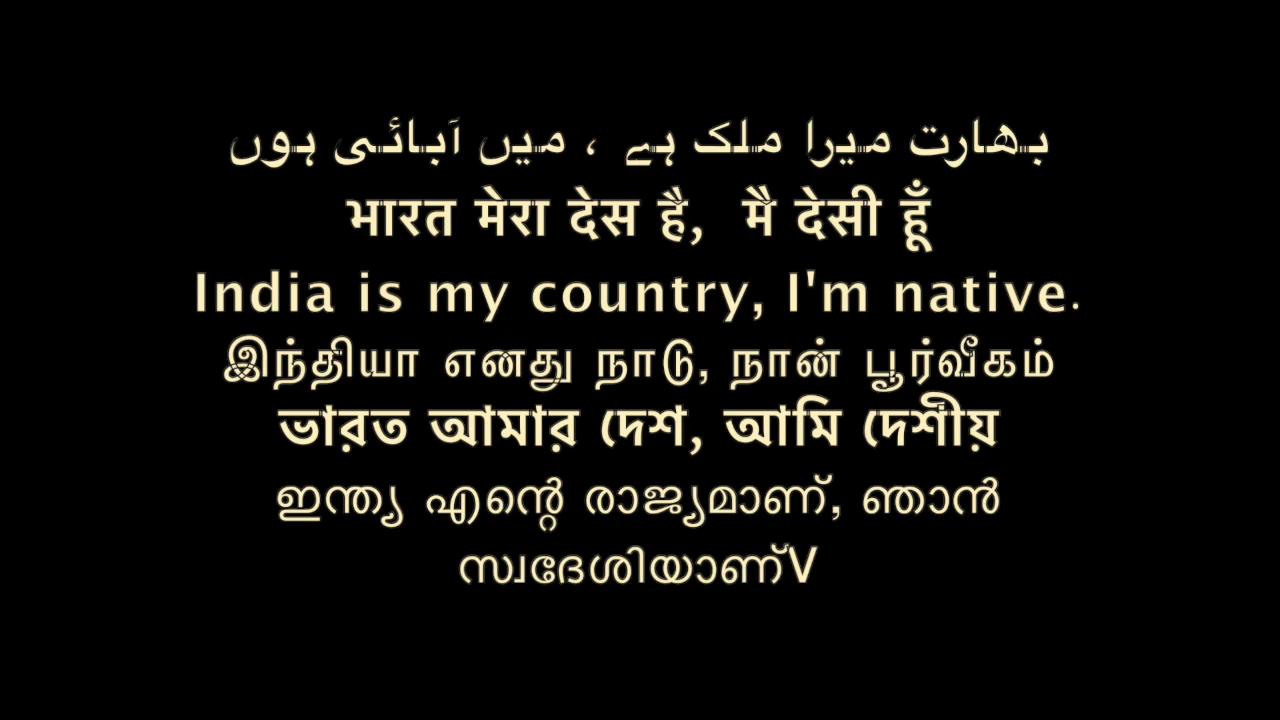 بھارت میرا ملک ہے ، میں آبائی ہوں
भारत मेरा देस है, मै देसी हूँ
India is my country, I'm native.
இந்தியா எனது நாடு, நான் பூர்வீகம்
ভারত আমার দেশ, আমি দেশীয়
ഇന്ത്യ എന്റെ രാജ്യമാണ്, ഞാൻ
സ്വദേശിയാണ്V